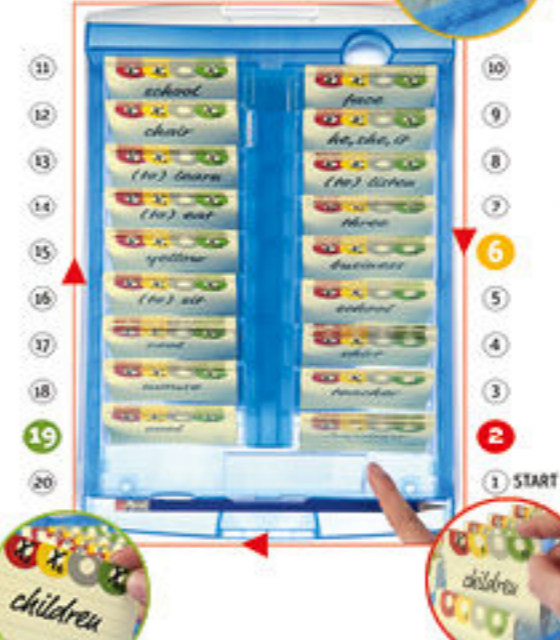 11 school face 10
12 chair he, she, it 9
13 (to) learn (to) listen 8
14 (to) eat three 7
15 yellow business 6
16 (to) sit school 5
17 4
18 teacher 3
19 2
20 1 START
children
children